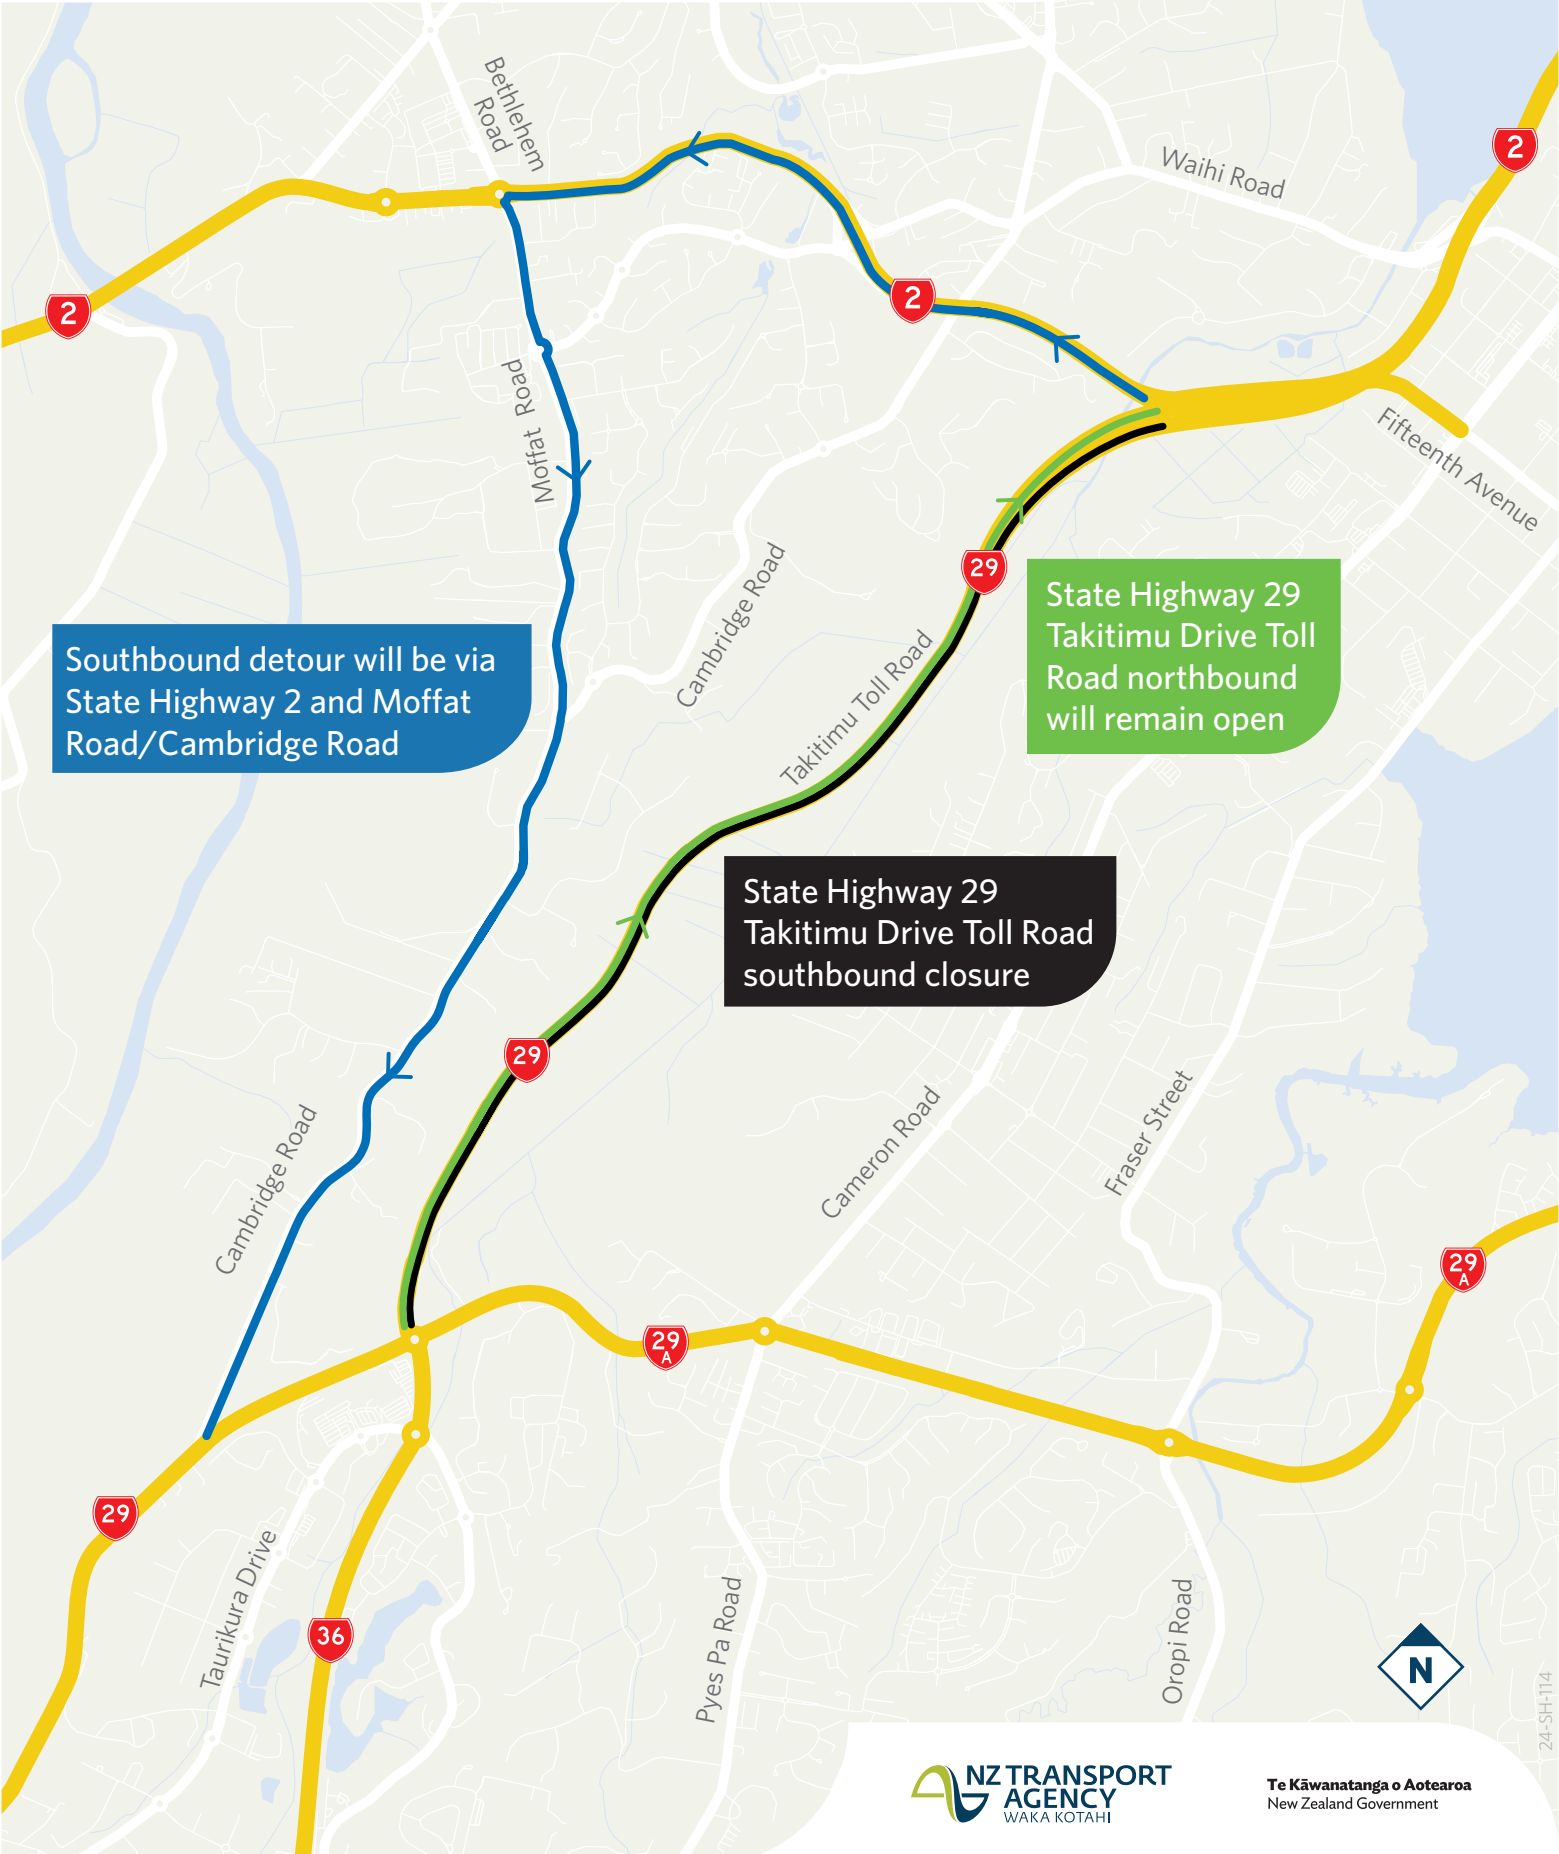 Bethlehem
Road
Waihi Road
2
2
2
Moffat Road
Fifteenth Avenue
Cambridge Road
29
State Highway 29
Takitimu Drive Toll
Road northbound
will remain open
Southbound detour will be via
State Highway 2 and Moffat
Road/Cambridge Road
Takitimu Toll Road
State Highway 29
Takitimu Drive Toll Road
southbound closure
29
Cambridge Road
Cameron Road
Fraser Street
29
A
29
A
29
Taurikura Drive
36
Pyes Pa Road
Oropi Road
N
24-SH-114
NZ TRANSPORT
AGENCY
WAKA KOTAHI
Te Kāwanatanga o Aotearoa
New Zealand Government